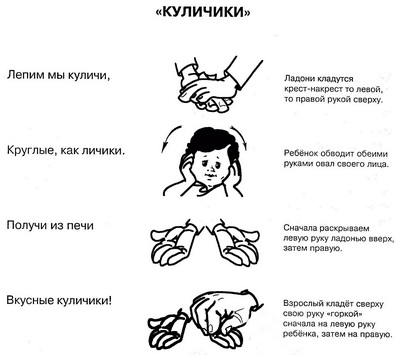 «КУЛИЧИКИ»
Лепим мы куличи,
Ладони кладутся
крест-накрест то левой,
то правой рукой сверху.
Круглые, как личики.
Ребёнок обводит обеими
руками овал своего лица.
Получи из печи
Сначала раскрываем
левую руку ладонью вверх,
затем правую.
Вкусные куличики!
Взрослый кладёт сверху
свою руку "горкой"
сначала на левую руку
ребёнка, затем на правую.